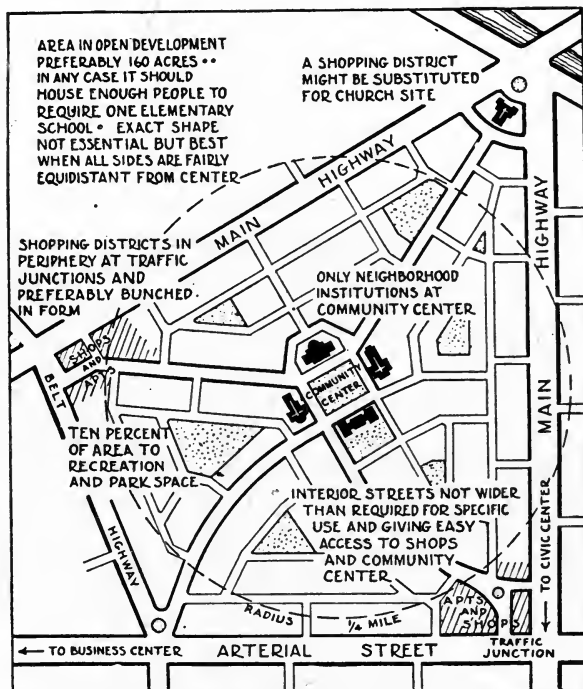 AREA IN OPEN DEVELOPMENT
PREFERABLY 160 ACRES ••
IN ANY CASE IT SHOULD
HOUSE ENOUGH PEOPLE TO
REQUIRE ONE ELEMENTARY
SCHOOL • EXACT SHAPE
NOT ESSENTIAL BUT BEST
WHEN ALL SIDES ARE FAIRLY
EQUIDISTANT FROM CENTER
A SHOPPING DISTRICT
MIGHT BE SUBSTITUTED
FOR CHURCH SITE
MAIN HIGHWAY
SHOPPING DISTRICTS IN
PERIPHERY AT TRAFFIC
JUNCTIONS AND
PREFERABLY BUNCHED
IN FORM
ONLY NEIGHBORHOOD
INSTITUTIONS AT
COMMUNITY CENTER
MAIN HIGHWAY
SHOPS
AND
APTS
COMMUNITY
CENTER
BELT HIGHWAY
TEN PERCENT
OF AREA TO
RECREATION
AND PARK SPACE
INTERIOR STREETS NOT WIDER
THAN REQUIRED FOR SPECIFIC
USE AND GIVING EASY
ACCESS TO SHOPS
AND COMMUNITY
CENTER
TO CIVIC CENTER
APTS
AND
SHOPS
RADIUS 1/4 MILE
← TO BUSINESS CENTER
ARTERIAL STREET
TRAFFIC
JUNCTION